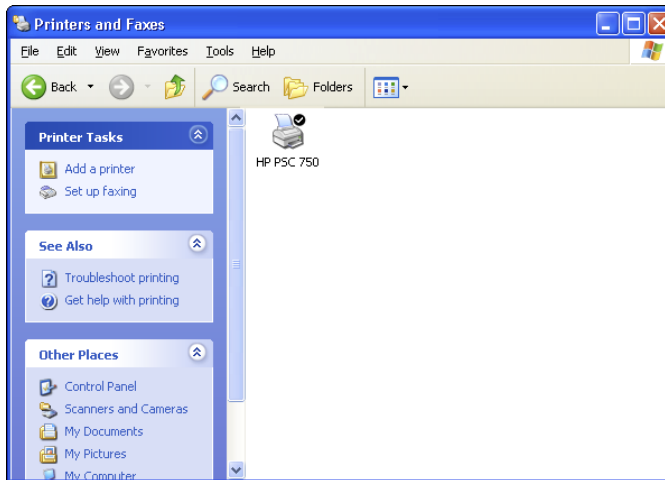 Printers and Faxes
File Edit View Favorites Tools Help
Back Search Folders
Printer Tasks
Add a printer
Set up faxing
See Also
Troubleshoot printing
Get help with printing
Other Places
Control Panel
Scanners and Cameras
My Documents
My Pictures
My Computer
HP PSC 750